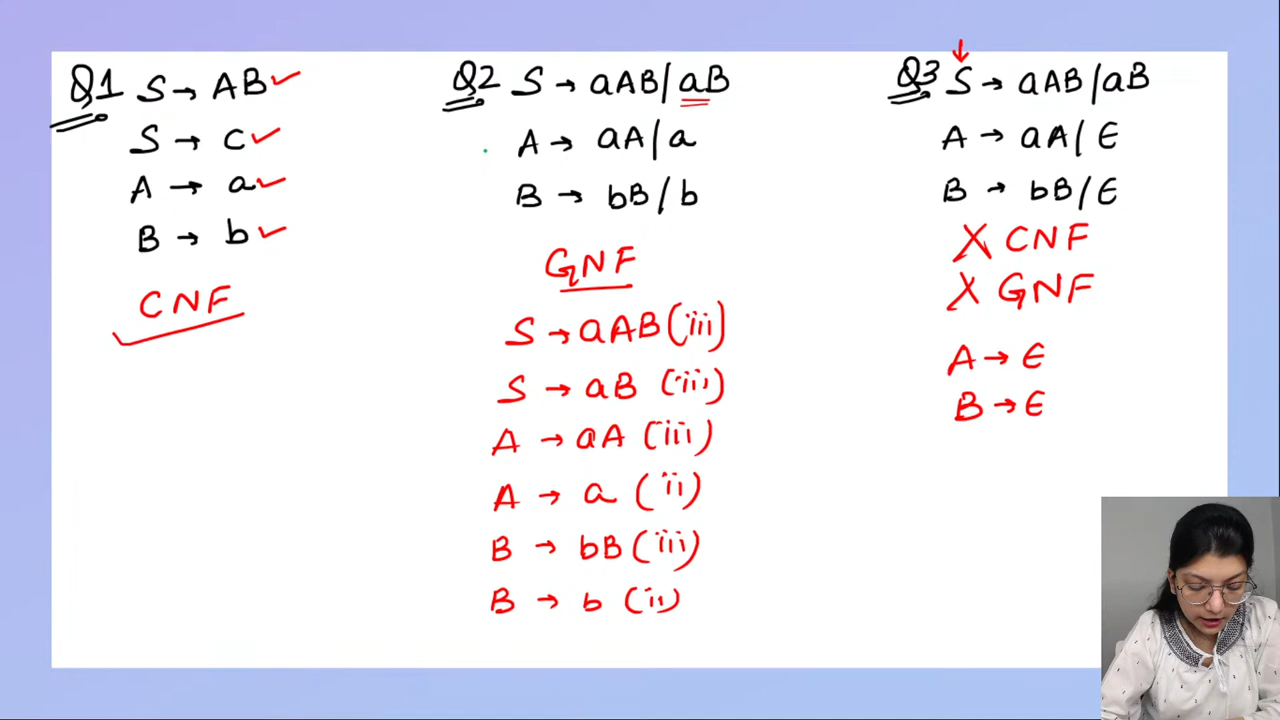 Q1 S → AB ✓
S → c ✓
A → a ✓
B → b ✓
CNF
Q2 S → aAB/aB
A → aA/a
B → bB/b
GNF
S → aAB (iii)
S → aB (iii)
A → aA (iii)
A → a (ii)
B → bB (iii)
B → b (ii)
Q3 S → aAB/aB
A → aA/ϵ
B → bB/ϵ
X CNF
X GNF
A → ϵ
B → ϵ